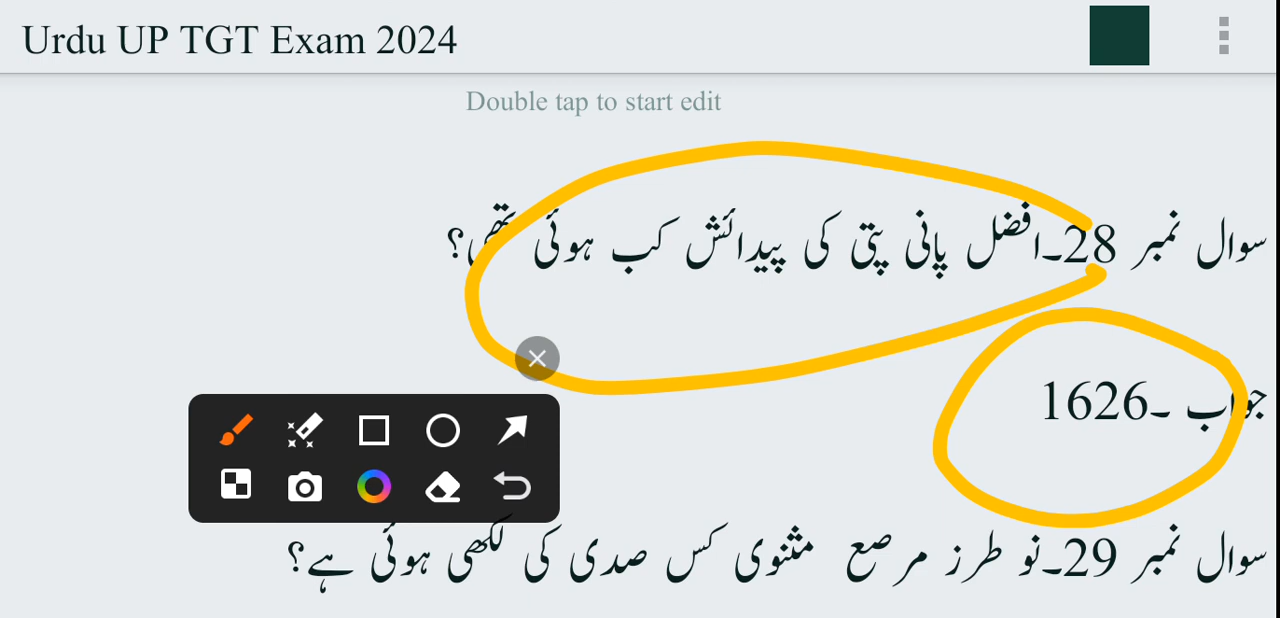 Urdu UP TGT Exam 2024
Double tap to start edit
سوال نمبر 28۔افضل پانی پتی کی پیدائش کب ہوئی تھی؟
جواب ۔1626
سوال نمبر 29۔نو طرز مرصع مثنوی کس صدی کی لکھی ہوئی ہے؟